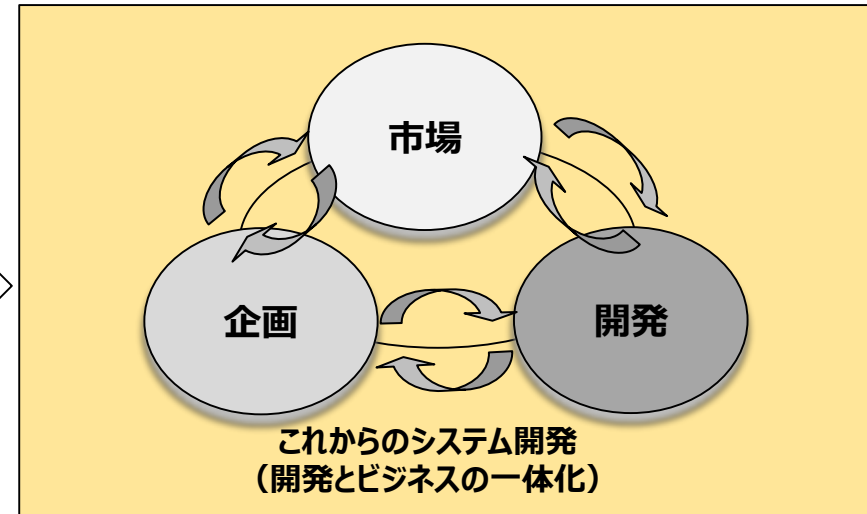 市場
企画
開発
これからのシステム開発
（開発とビジネスの一体化）